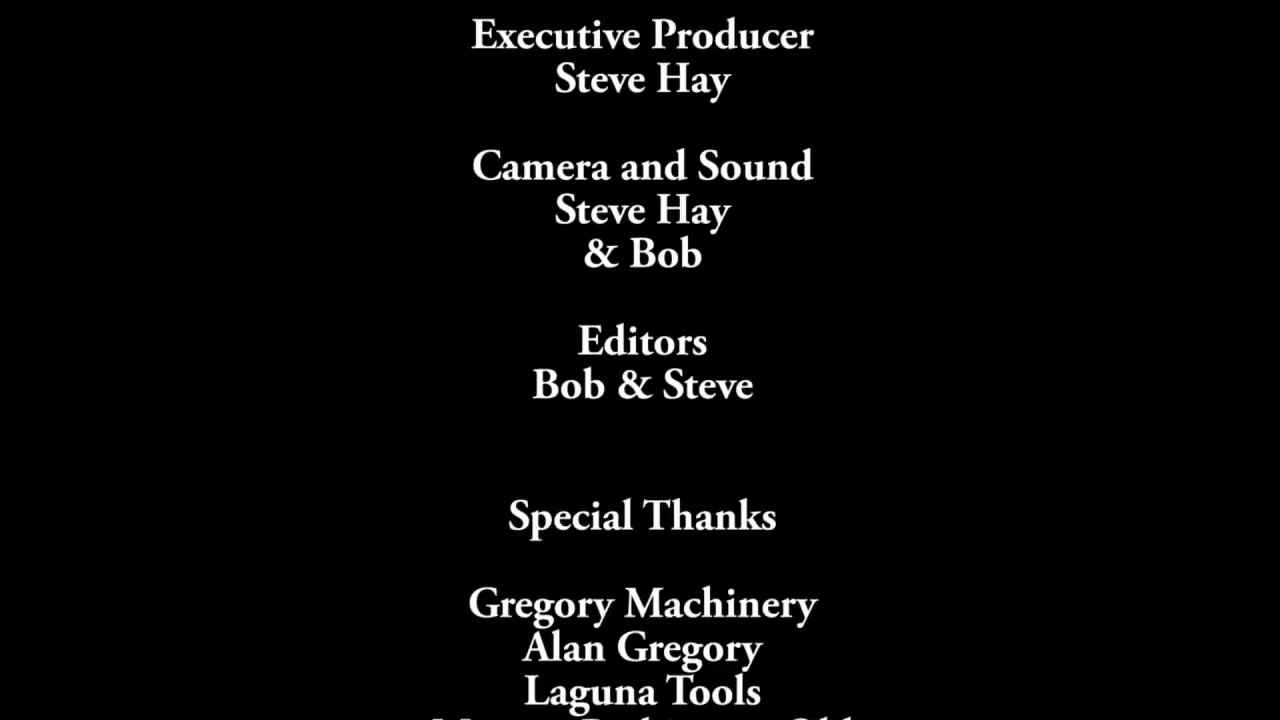 Executive Producer
Steve Hay
Camera and Sound
Steve Hay
& Bob
Editors
Bob & Steve
Special Thanks
Gregory Machinery
Alan Gregory
Laguna Tools